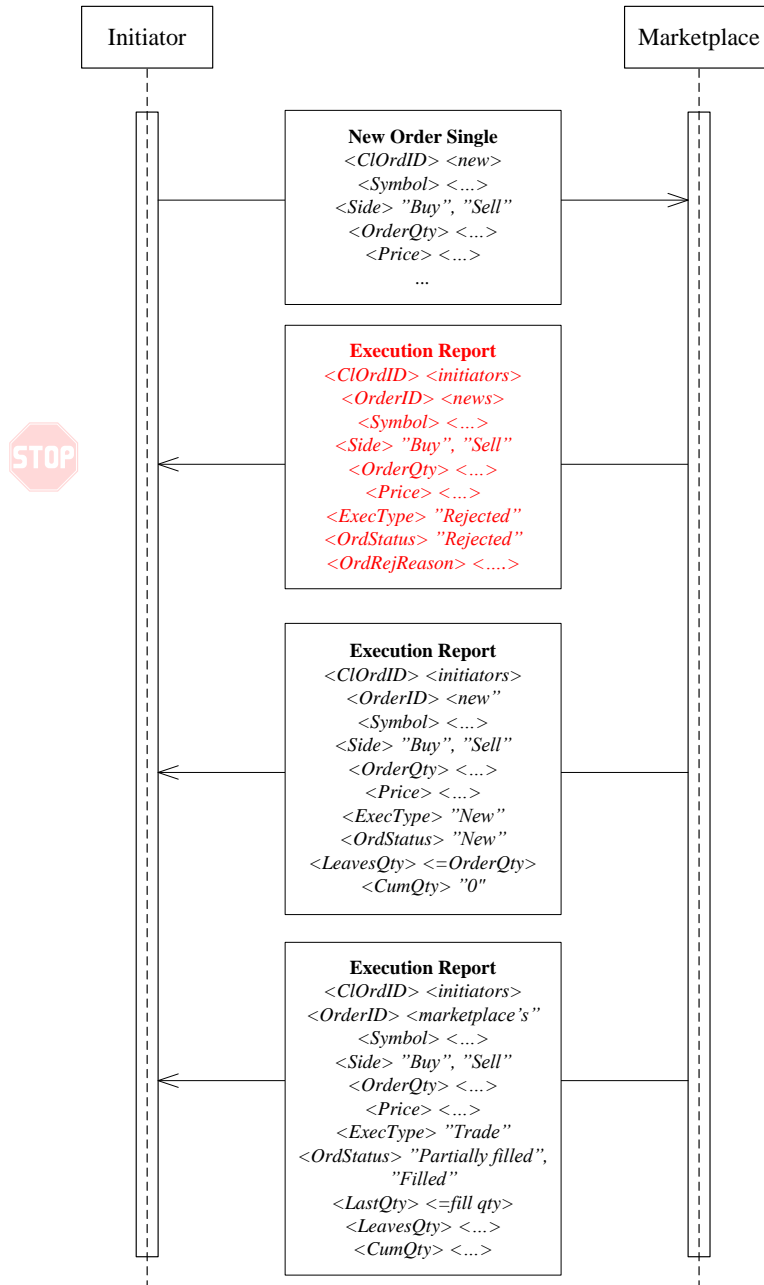 Initiator
Marketplace
New Order Single
<ClOrdID> <new>
<Symbol> <...>
<Side> ”Buy”, ”Sell”
<OrderQty> <...>
<Price> <...>
...
Execution Report
<ClOrdID> <initiators>
<OrderID> <news>
<Symbol> <...>
<Side> ”Buy”, ”Sell”
<OrderQty> <...>
<Price> <...>
<ExecType> ”Rejected”
<OrdStatus> ”Rejected”
<OrdRejReason> <....>
STOP
Execution Report
<ClOrdID> <initiators>
<OrderID> <new”
<Symbol> <...>
<Side> ”Buy”, ”Sell”
<OrderQty> <...>
<Price> <...>
<ExecType> ”New”
<OrdStatus> ”New”
<LeavesQty> <=OrderQty>
<CumQty> ”0"
Execution Report
<ClOrdID> <initiators>
<OrderID> <marketplace’s”
<Symbol> <...>
<Side> ”Buy”, ”Sell”
<OrderQty> <...>
<Price> <...>
<ExecType> ”Trade”
<OrdStatus> ”Partially filled”,
”Filled”
<LastQty> <=fill qty>
<LeavesQty> <...>
<CumQty> <...>